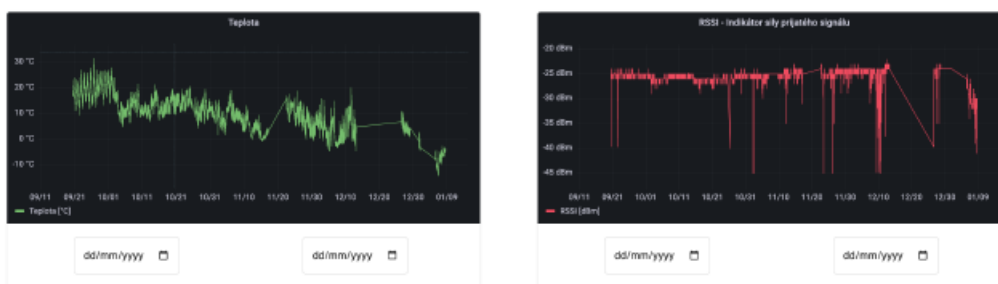 Teplota
30 °C
20 °C
10 °C
0 °C
-10 °C
09/11 09/21 10/01 10/11 10/21 10/31 11/10 11/20 11/30 12/10 12/20 12/30 01/09
Teplota [°C]
dd/mm/yyyy dd/mm/yyyy
RSSI - Indikátor sily prijatého signálu
-20 dBm
-25 dBm
-30 dBm
-35 dBm
-40 dBm
-45 dBm
09/11 09/21 10/01 10/11 10/21 10/31 11/10 11/20 11/30 12/10 12/20 12/30 01/09
RSSI [dBm]
dd/mm/yyyy dd/mm/yyyy